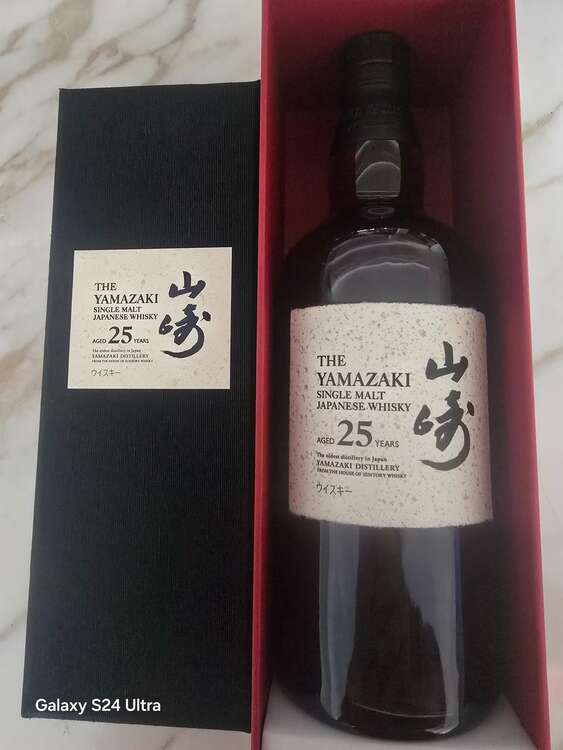 THE
YAMAZAKI
SINGLE MALT
JAPANESE WHISKY
AGED 25 YEARS
The oldest distillery in Japan
YAMAZAKI DISTILLERY
FROM THE HOUSE OF SUNTORY WHISKY
ウイスキー
山崎
THE
YAMAZAKI
SINGLE MALT
JAPANESE WHISKY
AGED 25 YEARS
The oldest distillery in Japan
YAMAZAKI DISTILLERY
FROM THE HOUSE OF SUNTORY WHISKY
ウイスキー
山崎
Galaxy S24 Ultra